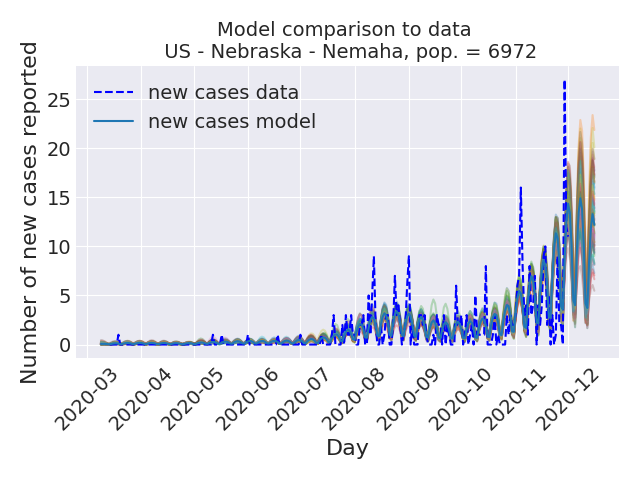 Model comparison to data
US - Nebraska - Nemaha, pop. = 6972
Number of new cases reported
25
20
15
10
5
0
new cases data
new cases model
2020-03
2020-04
2020-05
2020-06
2020-07
2020-08
2020-09
2020-10
2020-11
2020-12
Day